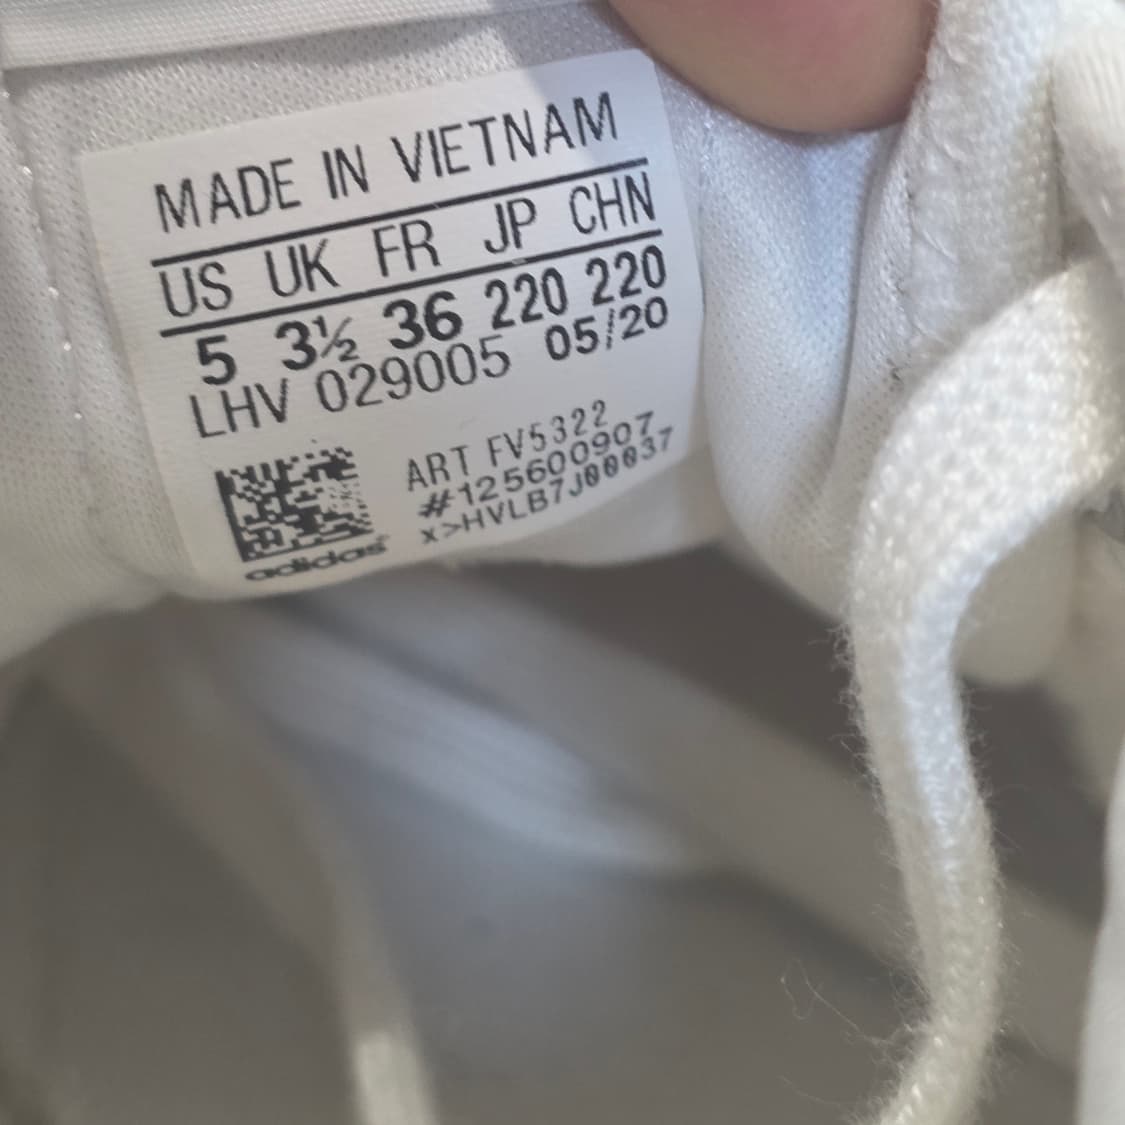 MADE IN VIETNAM
US UK FR JP CHN
5 3½ 36 220 220
LHV 029005 05/20
ART FV5322
#125600907
x>HVLB7J00037
adidas